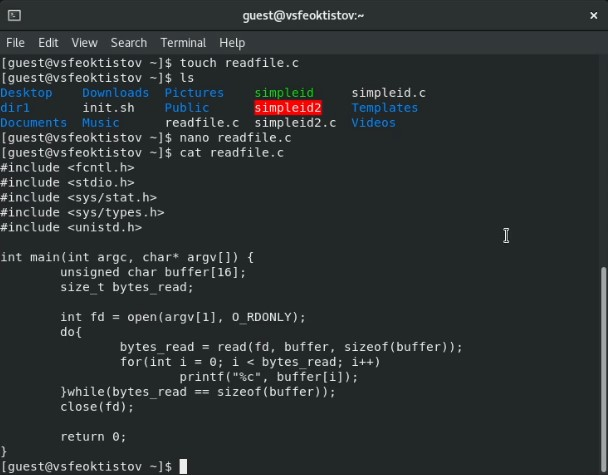 guest@vsfeoktistov:~
File Edit View Search Terminal Help
[guest@vsfeoktistov ~]$ touch readfile.c
[guest@vsfeoktistov ~]$ ls
Desktop Downloads Pictures simpleid simpleid.c
dir1 init.sh Public simpleid2 Templates
Documents Music readfile.c simpleid2.c Videos
[guest@vsfeoktistov ~]$ nano readfile.c
[guest@vsfeoktistov ~]$ cat readfile.c
#include <fcntl.h>
#include <stdio.h>
#include <sys/stat.h>
#include <sys/types.h>
#include <unistd.h>
int main(int argc, char* argv[]) {
unsigned char buffer[16];
size_t bytes_read;
int fd = open(argv[1], O_RDONLY);
do{
bytes_read = read(fd, buffer, sizeof(buffer));
for(int i = 0; i < bytes_read; i++)
printf("%c", buffer[i]);
}while(bytes_read == sizeof(buffer));
close(fd);
return 0;
}
[guest@vsfeoktistov ~]$